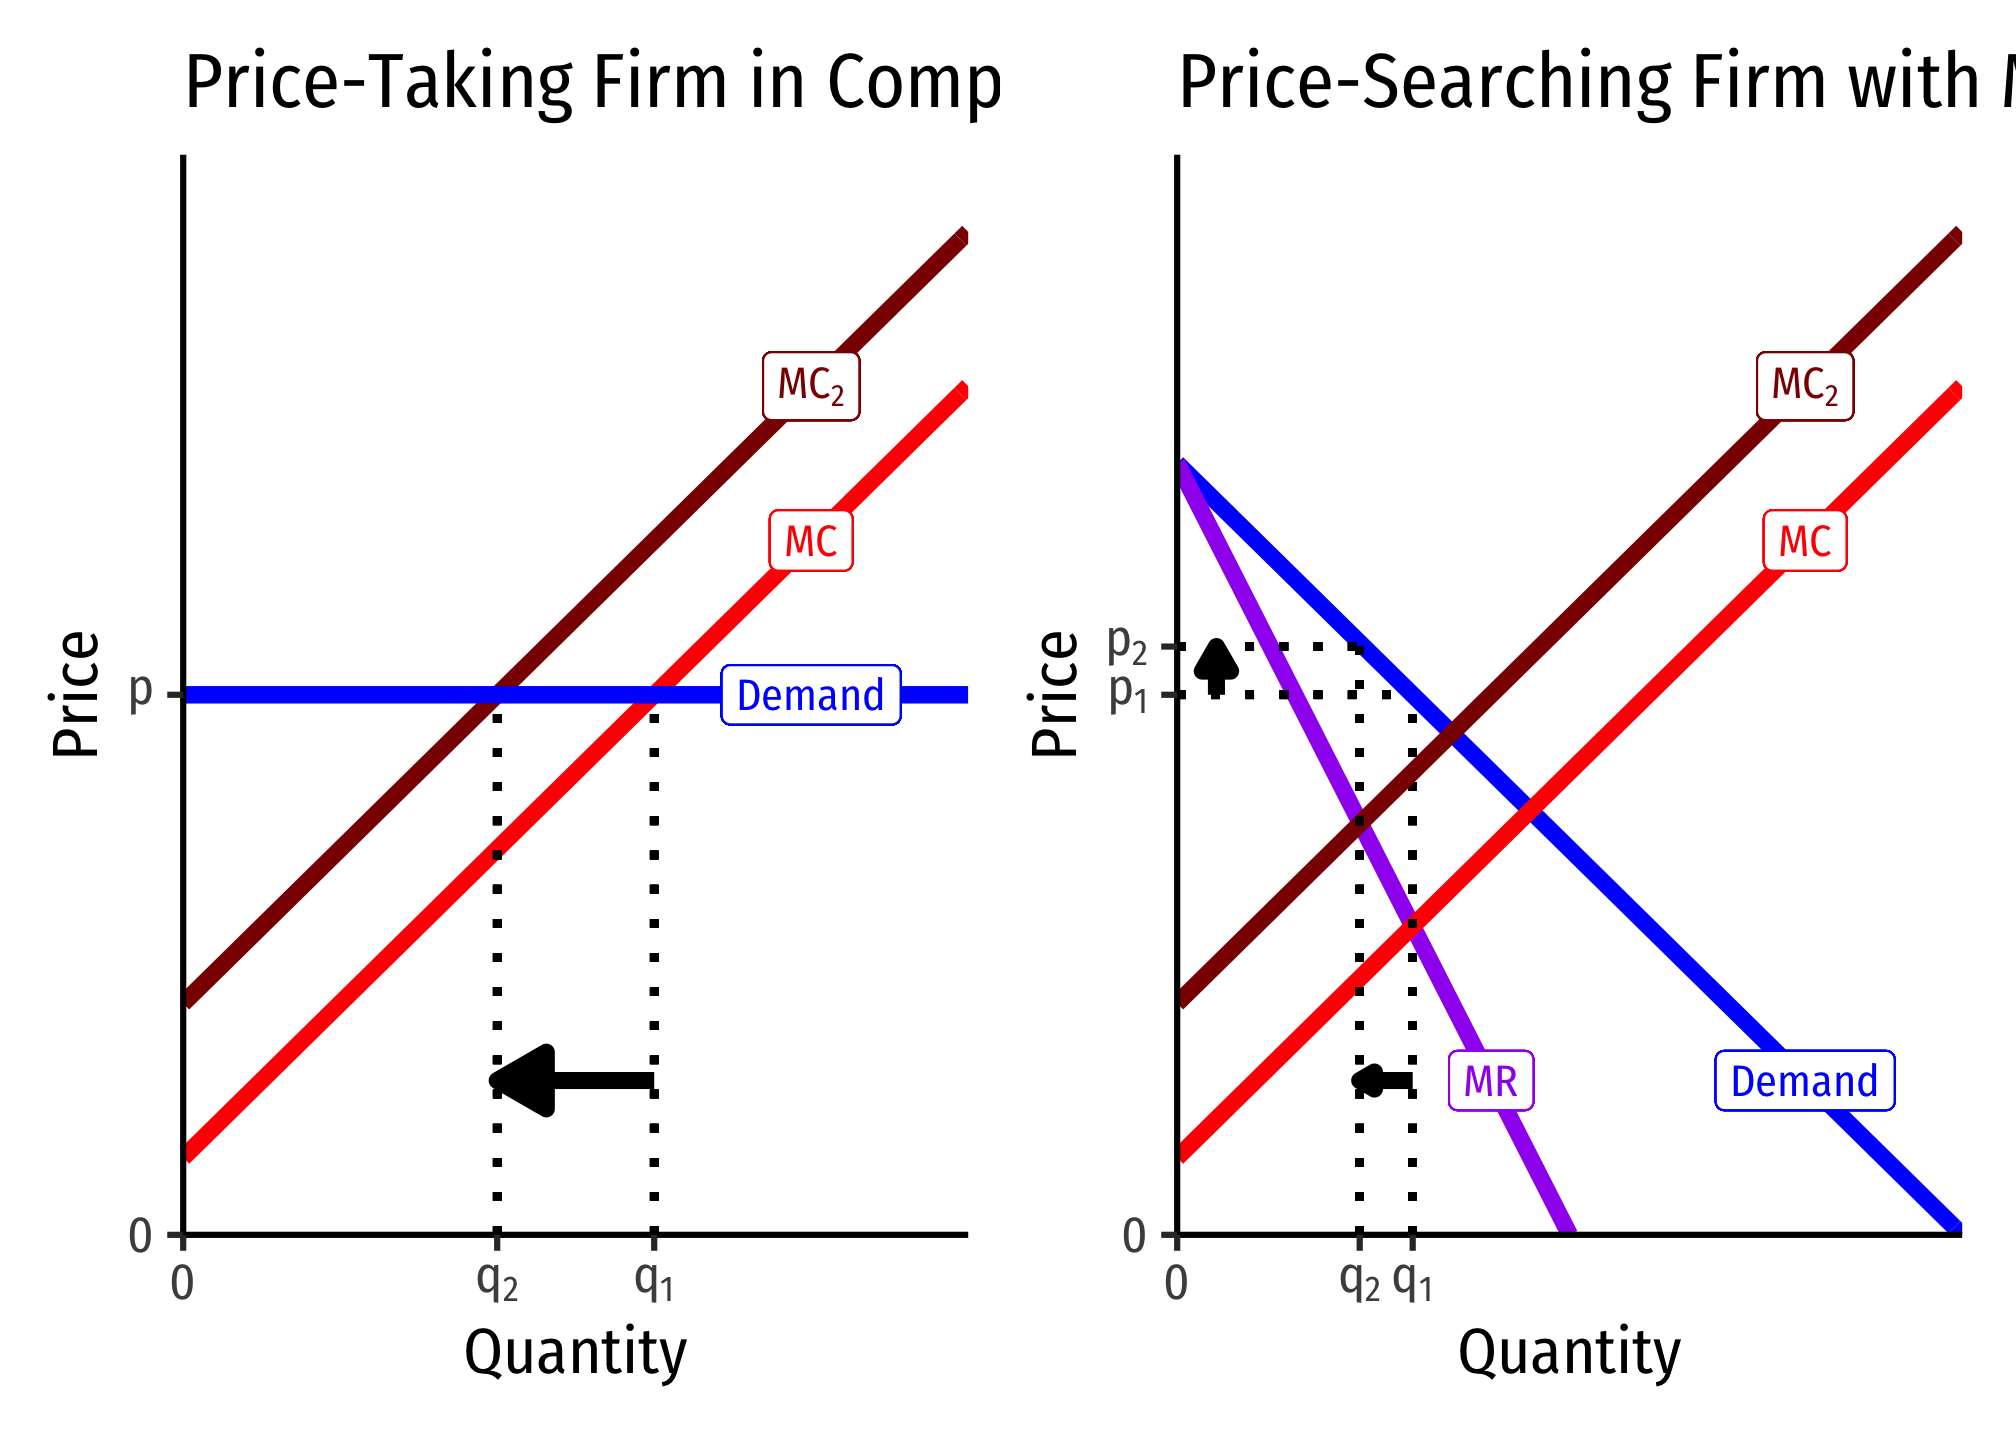 Price-Taking Firm in Comp
Price
MC₂
MC
p
Demand
0
0
q₂
q₁
Quantity
Price-Searching Firm with
Price
MC₂
MC
p₂
p₁
MR
Demand
0
0
q₂
q₁
Quantity